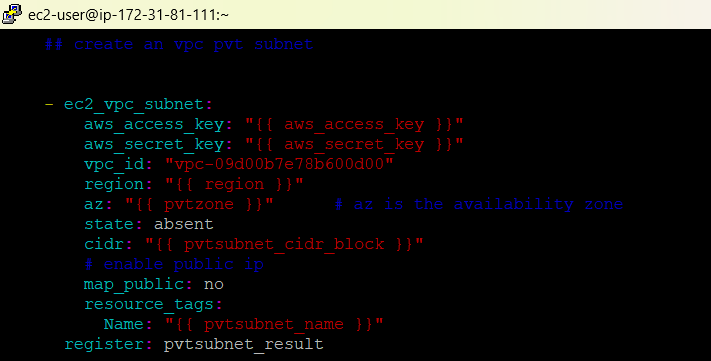 ec2-user@ip-172-31-81-111:~
## create an vpc pvt subnet
- ec2_vpc_subnet:
aws_access_key: "{{ aws_access_key }}"
aws_secret_key: "{{ aws_secret_key }}"
vpc_id: "vpc-09d00b7e78b600d00"
region: "{{ region }}"
az: "{{ pvtzone }}" # az is the availability zone
state: absent
cidr: "{{ pvtsubnet_cidr_block }}"
# enable public ip
map_public: no
resource_tags:
Name: "{{ pvtsubnet_name }}"
register: pvtsubnet_result